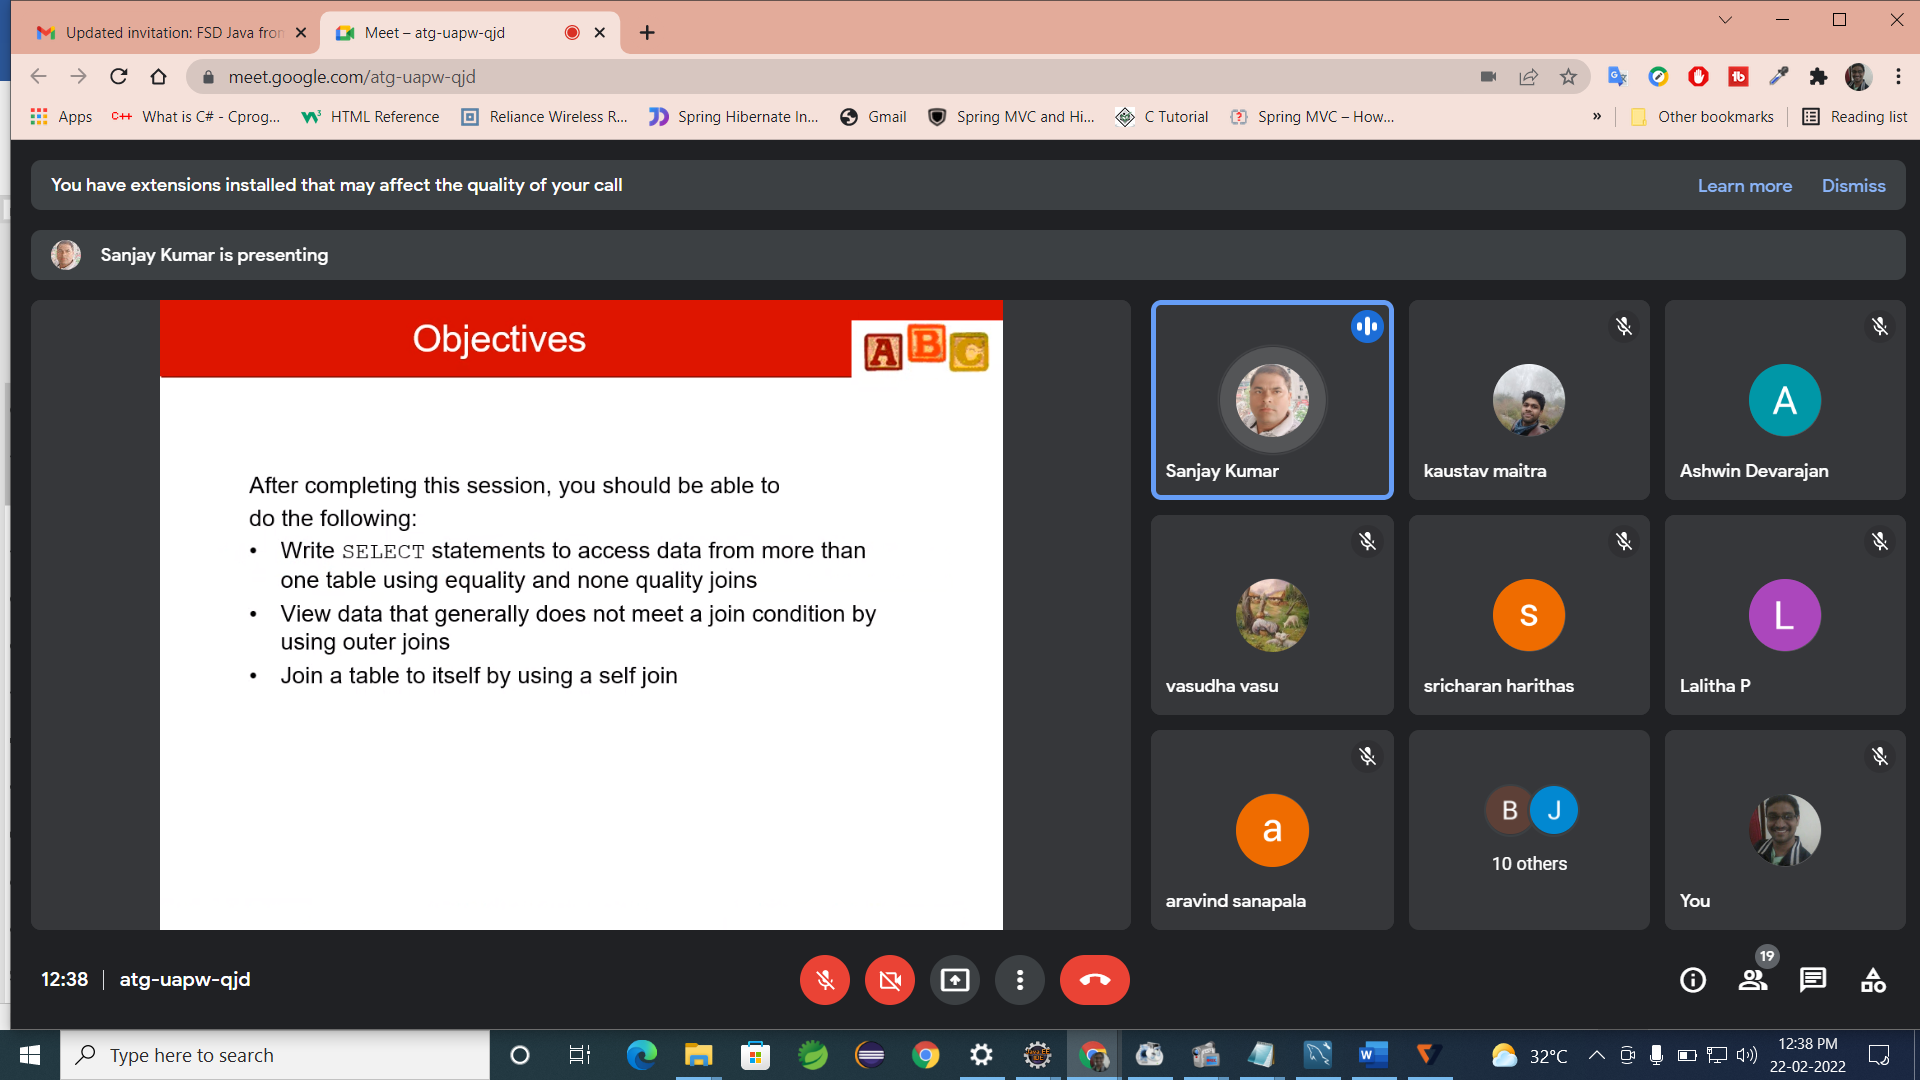 Updated invitation: FSD Java fron
Meet – atg-uapw-qjd
meet.google.com/atg-uapw-qjd
Apps
C++ What is C# - Cprog...
HTML Reference
Reliance Wireless R...
Spring Hibernate In...
Gmail
Spring MVC and Hi...
C Tutorial
Spring MVC – How...
»
Other bookmarks
Reading list
You have extensions installed that may affect the quality of your call
Learn more
Dismiss
Sanjay Kumar is presenting
Objectives
A B C
After completing this session, you should be able to
do the following:
• Write SELECT statements to access data from more than
one table using equality and none quality joins
• View data that generally does not meet a join condition by
using outer joins
• Join a table to itself by using a self join
Sanjay Kumar
kaustav maitra
A
Ashwin Devarajan
vasudha vasu
s
sricharan harithas
L
Lalitha P
a
aravind sanapala
B J
10 others
You
12:38 | atg-uapw-qjd
19
Type here to search
32°C
12:38 PM
22-02-2022